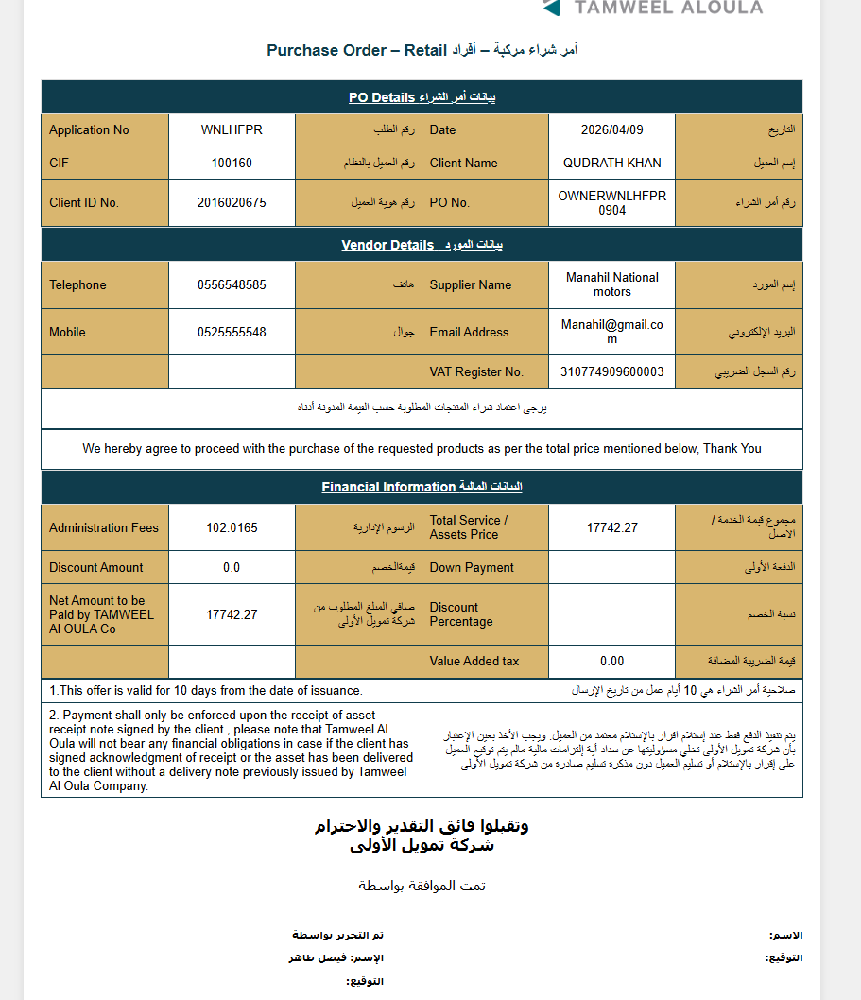 TAMWEEL ALOULA
Purchase Order – Retail أمر شراء مركبة – أفراد
PO Details بيانات أمر الشراء
Application No WNLHFPR رقم الطلب Date 2026/04/09 التاريخ
CIF 100160 رقم العميل بالنظام Client Name QUDRATH KHAN إسم العميل
Client ID No. 2016020675 رقم هوية العميل PO No. OWNERWNLHFPR
0904 رقم أمر الشراء
Vendor Details بيانات المورد
Telephone 0556548585 هاتف Supplier Name Manahil National
motors إسم المورد
Mobile 0525555548 جوال Email Address Manahil@gmail.co
m البريد الإلكتروني
VAT Register No. 310774909600003 رقم السجل الضريبي
يرجى اعتماد شراء المنتجات المطلوبة حسب القيمة المدونة أدناه
We hereby agree to proceed with the purchase of the requested products as per the total price mentioned below, Thank You
Financial Information البيانات المالية
Administration Fees 102.0165 الرسوم الإدارية Total Service /
Assets Price 17742.27 مجموع قيمة الخدمة /
الاصل
Discount Amount 0.0 قيمةالخصم Down Payment الدفعة الأولى
Net Amount to be
Paid by TAMWEEL
Al OULA Co 17742.27 صافي المبلغ المطلوب من
شركة تمويل الأولى Discount
Percentage نسبة الخصم
Value Added tax 0.00 قيمة الضريبة المضافة
1.This offer is valid for 10 days from the date of issuance.
صلاحية أمر الشراء هي 10 أيام عمل من تاريخ الإرسال
2. Payment shall only be enforced upon the receipt of asset
receipt note signed by the client , please note that Tamweel Al
Oula will not bear any financial obligations in case if the client has
signed acknowledgment of receipt or the asset has been delivered
to the client without a delivery note previously issued by Tamweel
Al Oula Company.
يتم تنفيذ الدفع فقط عند إستلام اقرار بالإستلام معتمد من العميل. ويجب الأخذ بعين الإعتبار
بأن شركة تمويل الأولى تخلي مسؤوليتها عن سداد أية إلتزامات مالية مالم يتم توقيع العميل
على إقرار بالإستلام أو تسليم العميل دون مذكرة تسليم صادرة من شركة تمويل الأولى
وتقبلوا فائق التقدير والاحترام
شركة تمويل الأولى
تمت الموافقة بواسطة
الاسم:
التوقيع:
تم التحرير بواسطة
الإسم: فيصل طاهر
التوقيع: